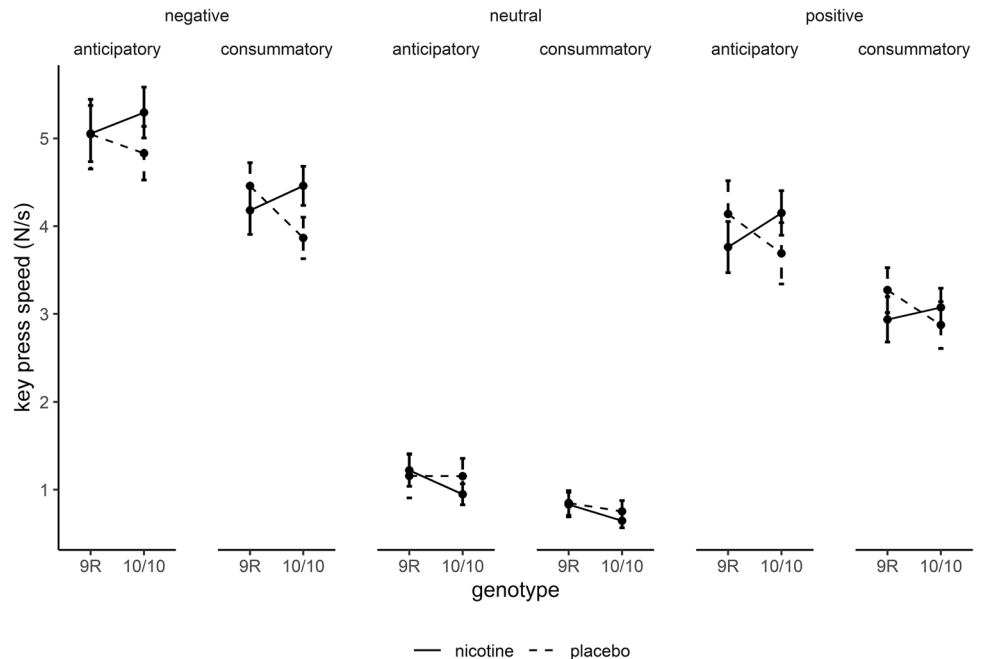 negative neutral positive
anticipatory consummatory anticipatory consummatory anticipatory consummatory
key press speed (N/s)
5
4
3
2
1
9R 10/10 9R 10/10 9R 10/10 9R 10/10 9R 10/10 9R 10/10
genotype
nicotine placebo